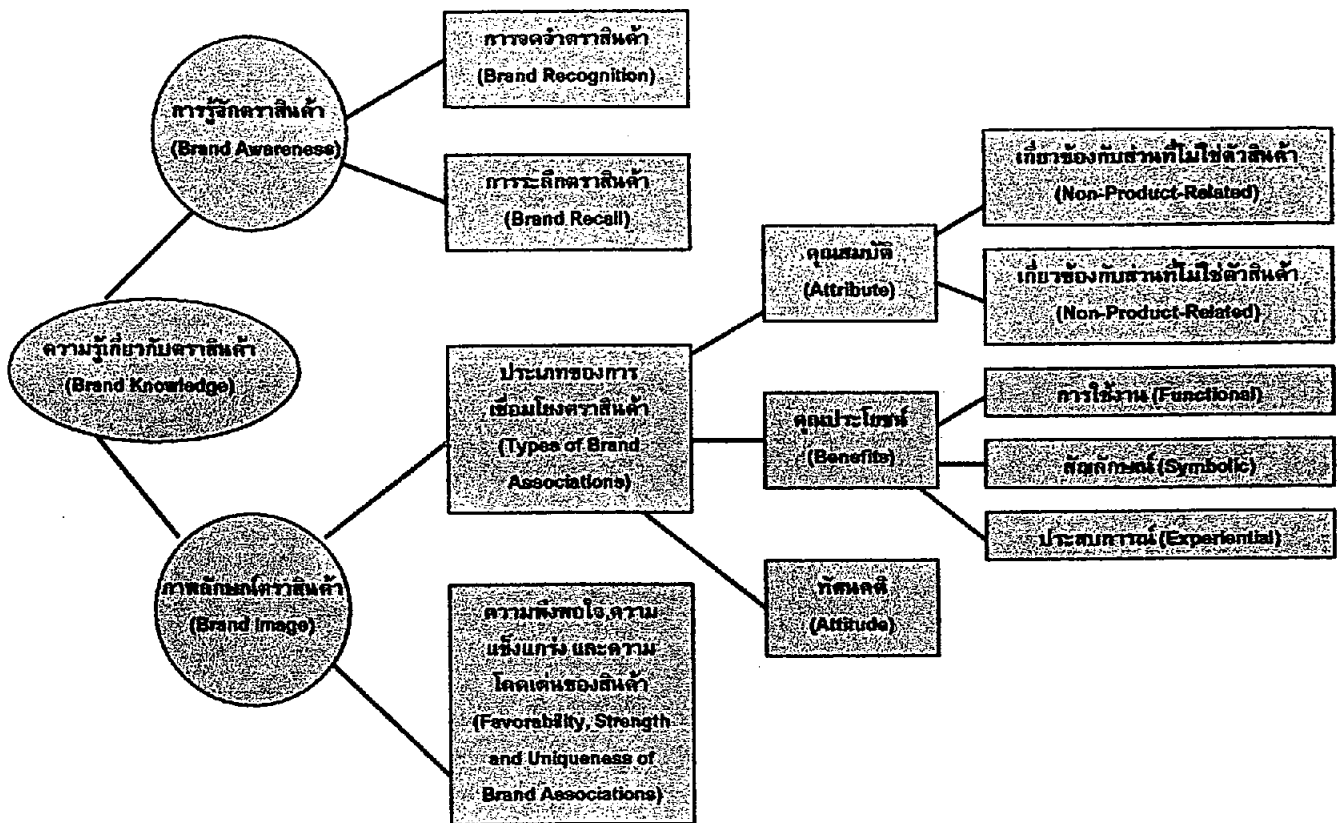 การจดจำตราสินค้า
(Brand Recognition)
การรู้จักตราสินค้า
(Brand Awareness)
การระลึกตราสินค้า
(Brand Recall)
เกี่ยวข้องกับส่วนที่ไม่ใช่ตัวสินค้า
(Non-Product-Related)
คุณสมบัติ
(Attribute)
เกี่ยวข้องกับส่วนที่ไม่ใช่ตัวสินค้า
(Non-Product-Related)
ความรู้เกี่ยวกับตราสินค้า
(Brand Knowledge)
ประเภทของการ
เชื่อมโยงตราสินค้า
(Types of Brand
Associations)
คุณประโยชน์
(Benefits)
การใช้งาน (Functional)
สัญลักษณ์ (Symbolic)
ประสบการณ์ (Experiential)
ทัศนคติ
(Attitude)
ภาพลักษณ์ตราสินค้า
(Brand Image)
ความพึงพอใจ,ความ
แข็งแกร่ง และความ
โดดเด่นของสินค้า
(Favorability, Strength
and Uniqueness of
Brand Associations)